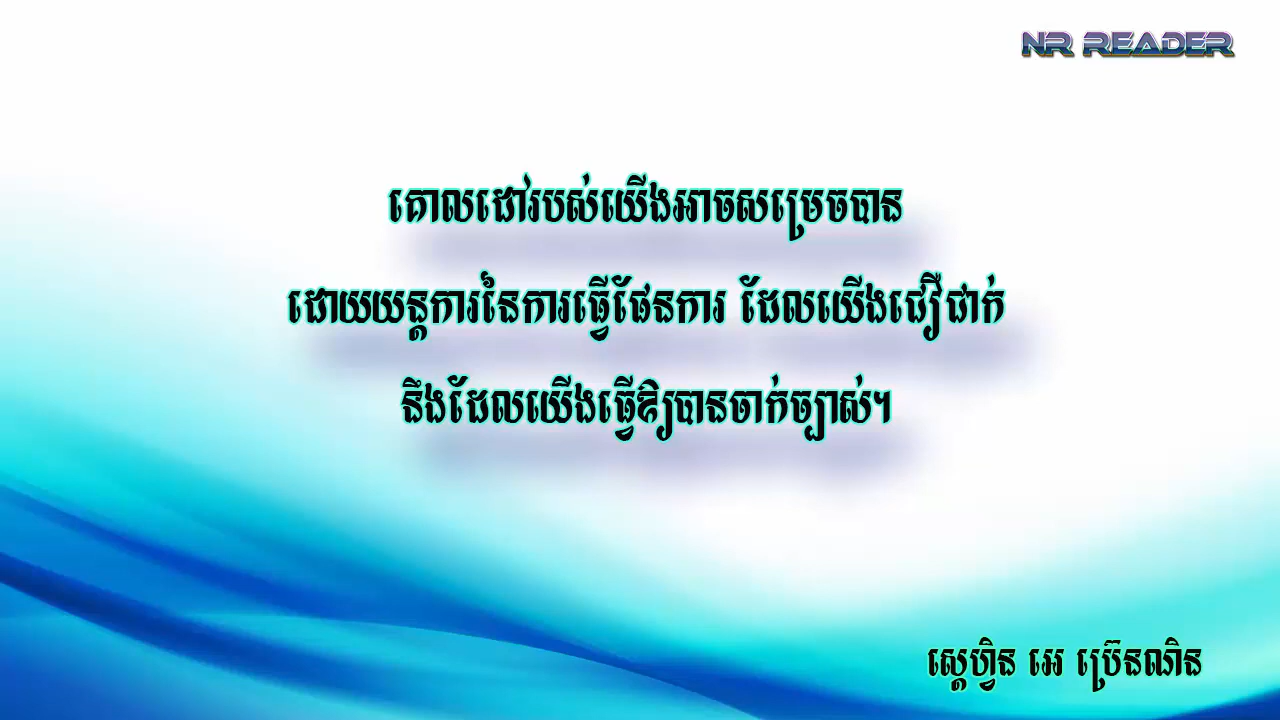 NR READER
គោលដៅរបស់យើងអាចសម្រេចបាន
ដោយយន្តការនៃការធ្វើផែនការ ដែលយើងជឿជាក់
នឹងដែលយើងធ្វើឱ្យបានចាក់ច្បាស់។
ស្តេហ្វិន អេ ប្រ៊េនណិន